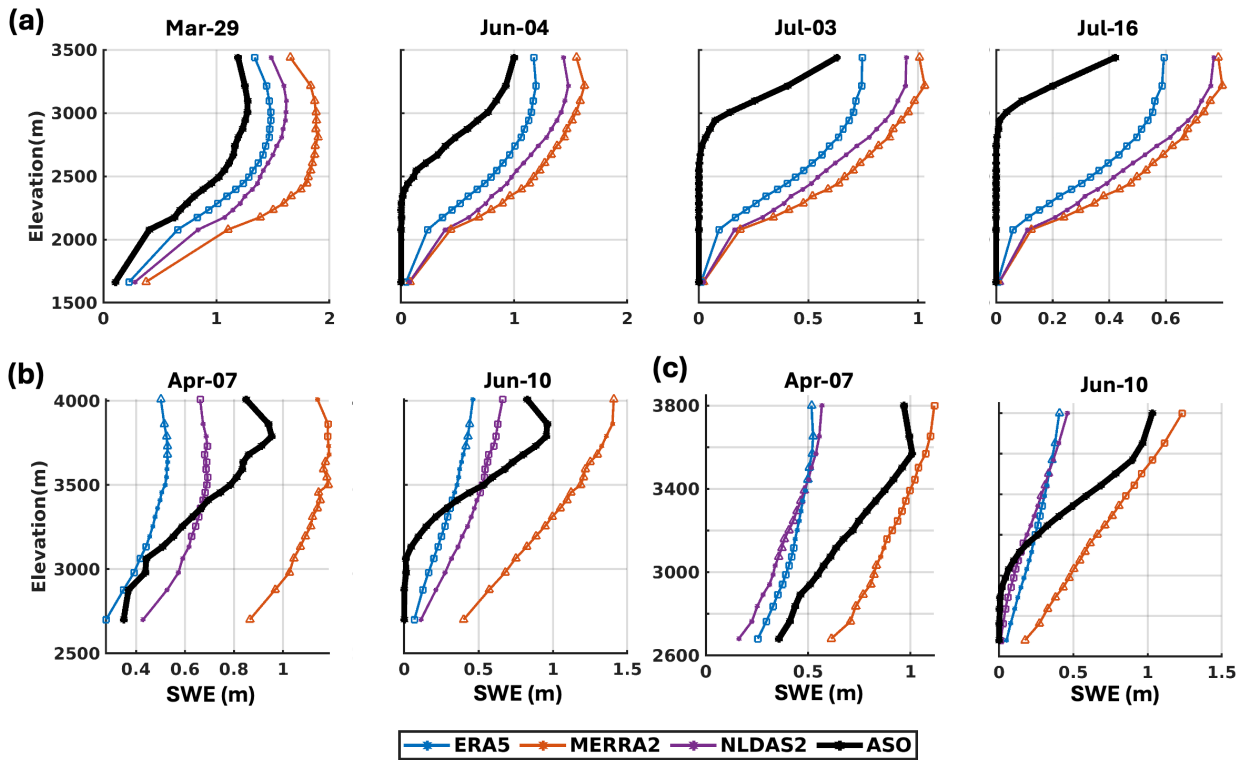 (a)
Mar-29 Jun-04 Jul-03 Jul-16
3500
3000
2500
2000
1500
Elevation(m)
0 1 2 0 1 2 0 0.5 1 0 0.2 0.4 0.6
(b) (c)
Apr-07 Jun-10 Apr-07 Jun-10
4000
3500
3000
2500
Elevation(m)
3800
3400
3000
2600
0.4 0.6 0.8 1 0 0.5 1 1.5 0 0.5 1 0 0.5 1 1.5
SWE (m) SWE (m) SWE (m) SWE (m)
ERA5 MERRA2 NLDAS2 ASO